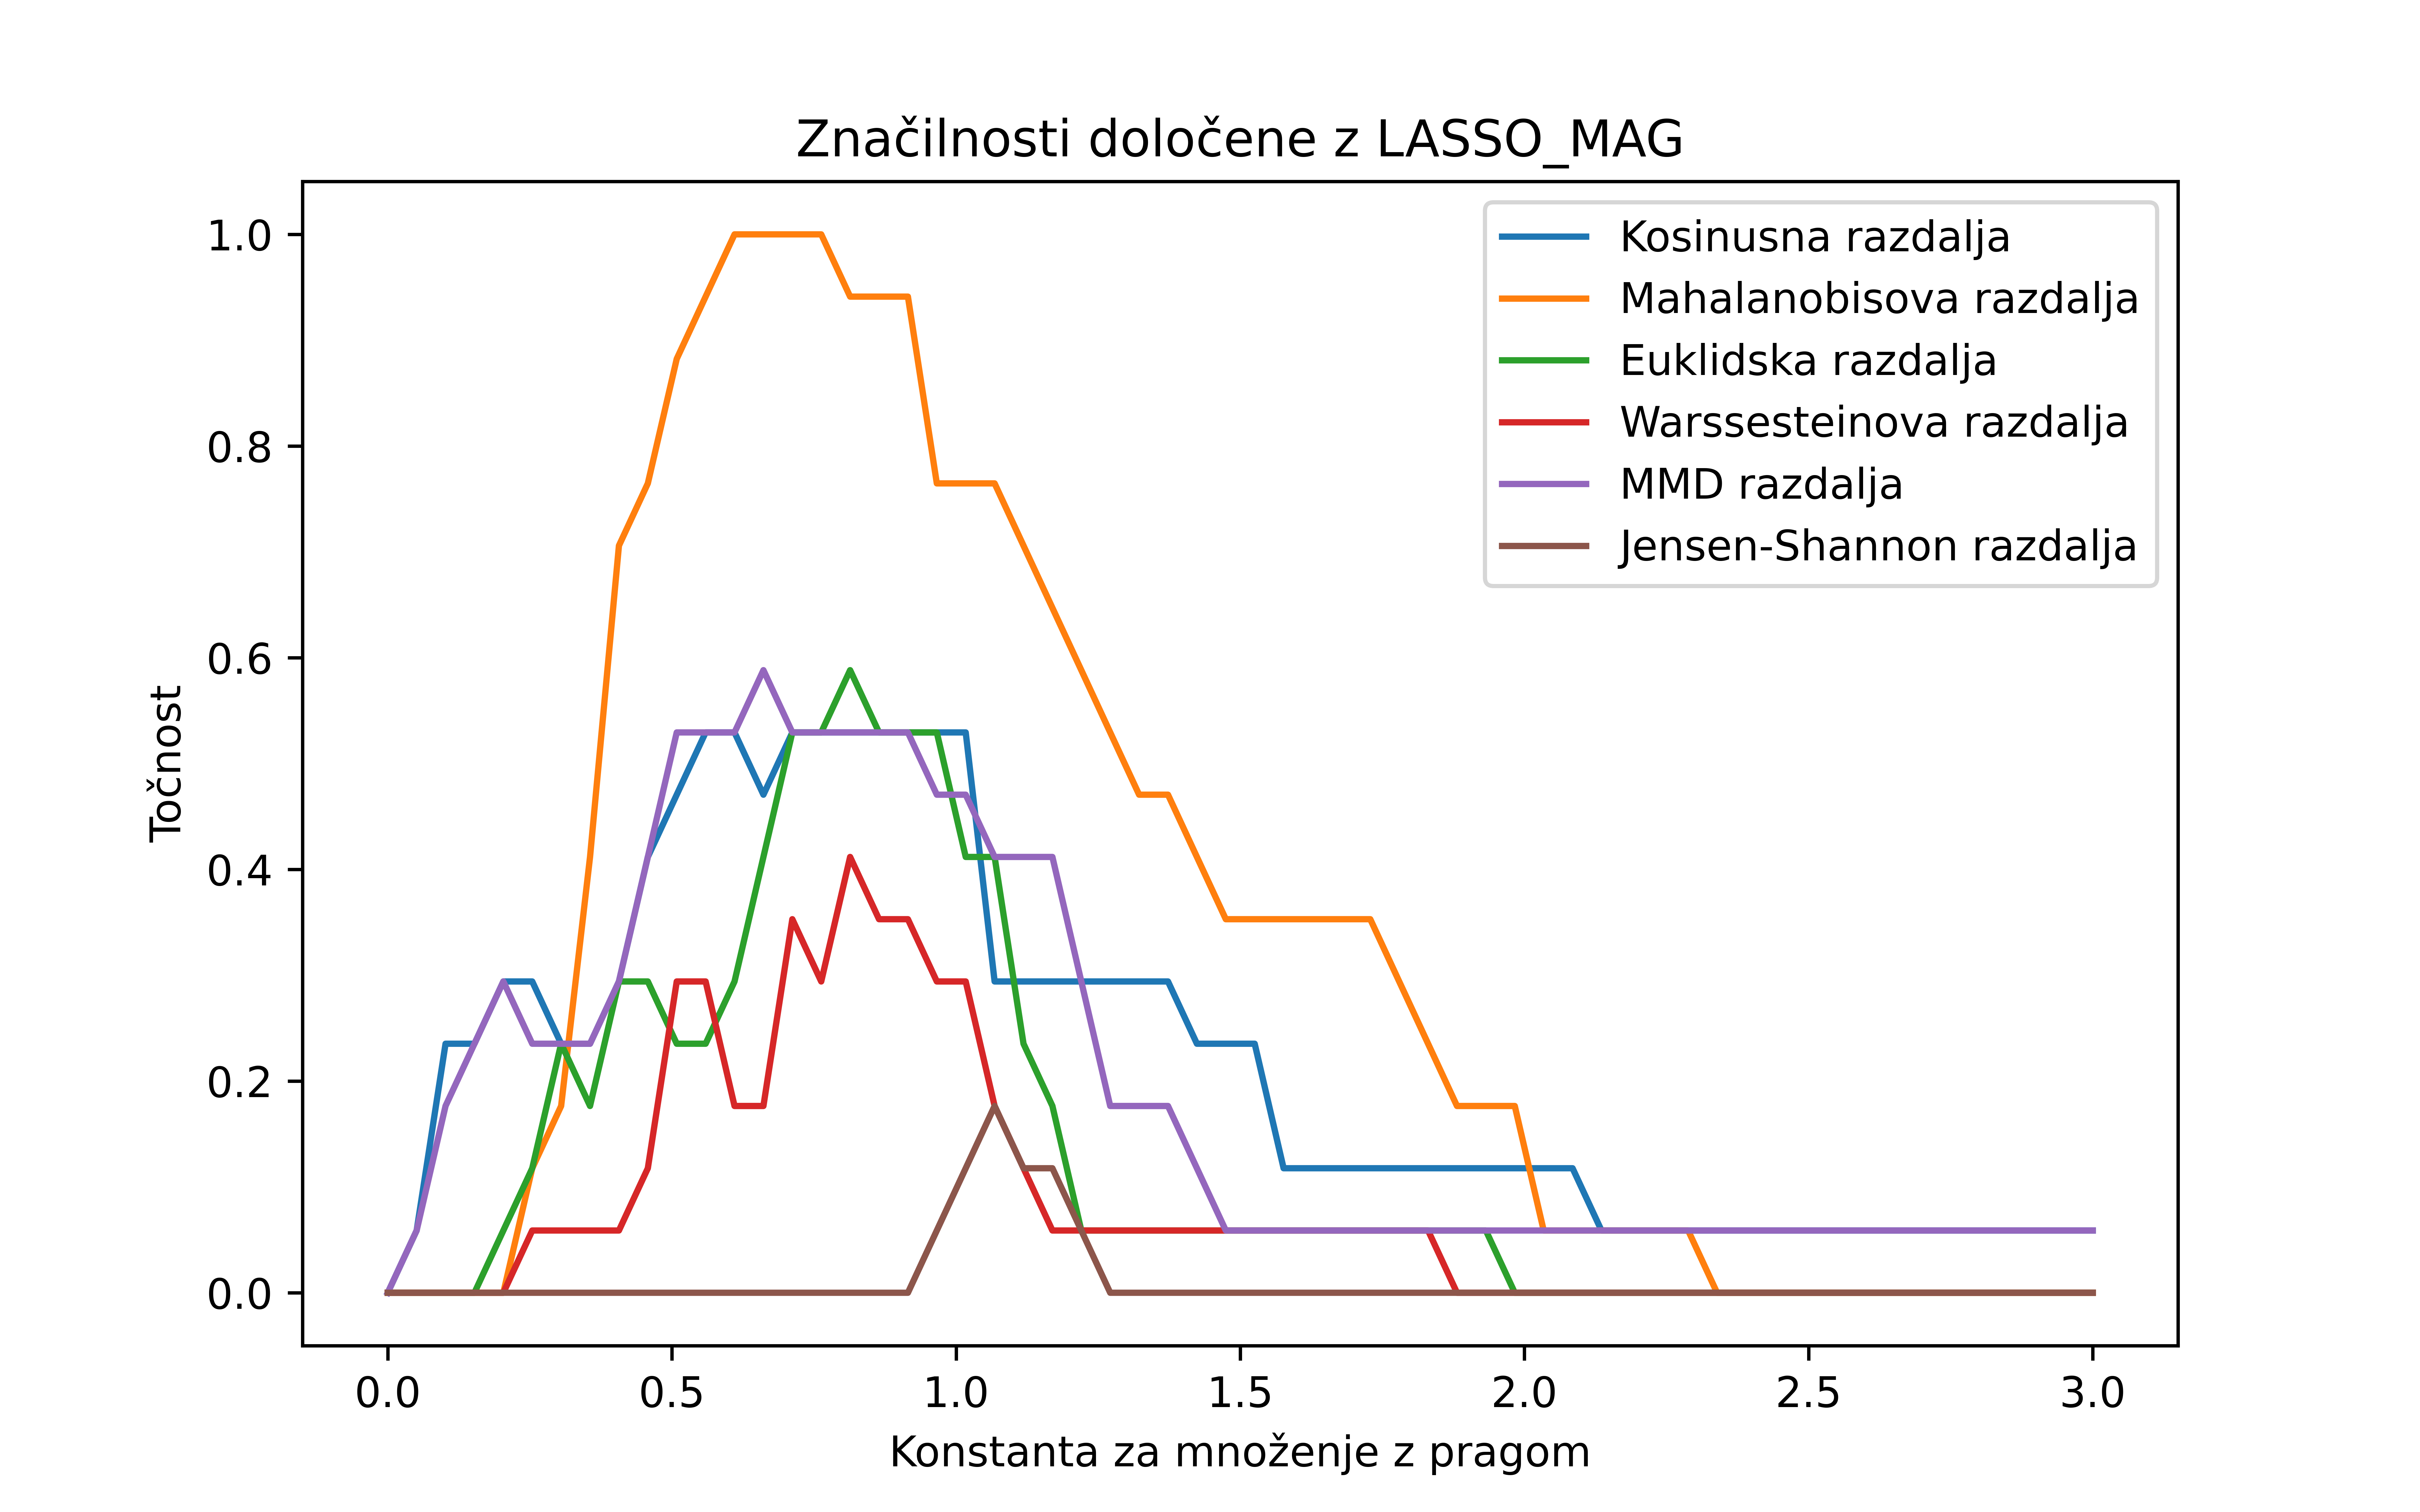 Značilnosti določene z LASSO_MAG
Kosinusna razdalja
Mahalanobisova razdalja
Euklidska razdalja
Warssesteinova razdalja
MMD razdalja
Jensen-Shannon razdalja
Točnost
1.0
0.8
0.6
0.4
0.2
0.0
0.0 0.5 1.0 1.5 2.0 2.5 3.0
Konstanta za množenje z pragom